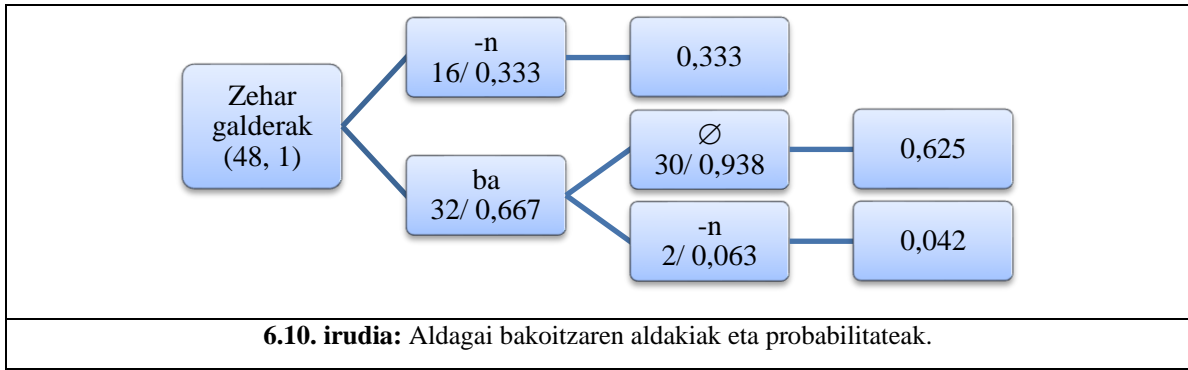 Zehar
galderak
(48, 1)
-n
16/ 0,333
0,333
ba
32/ 0,667
∅
30/ 0,938
0,625
-n
2/ 0,063
0,042
6.10. irudia: Aldagai bakoitzaren aldakiak eta probabilitateak.